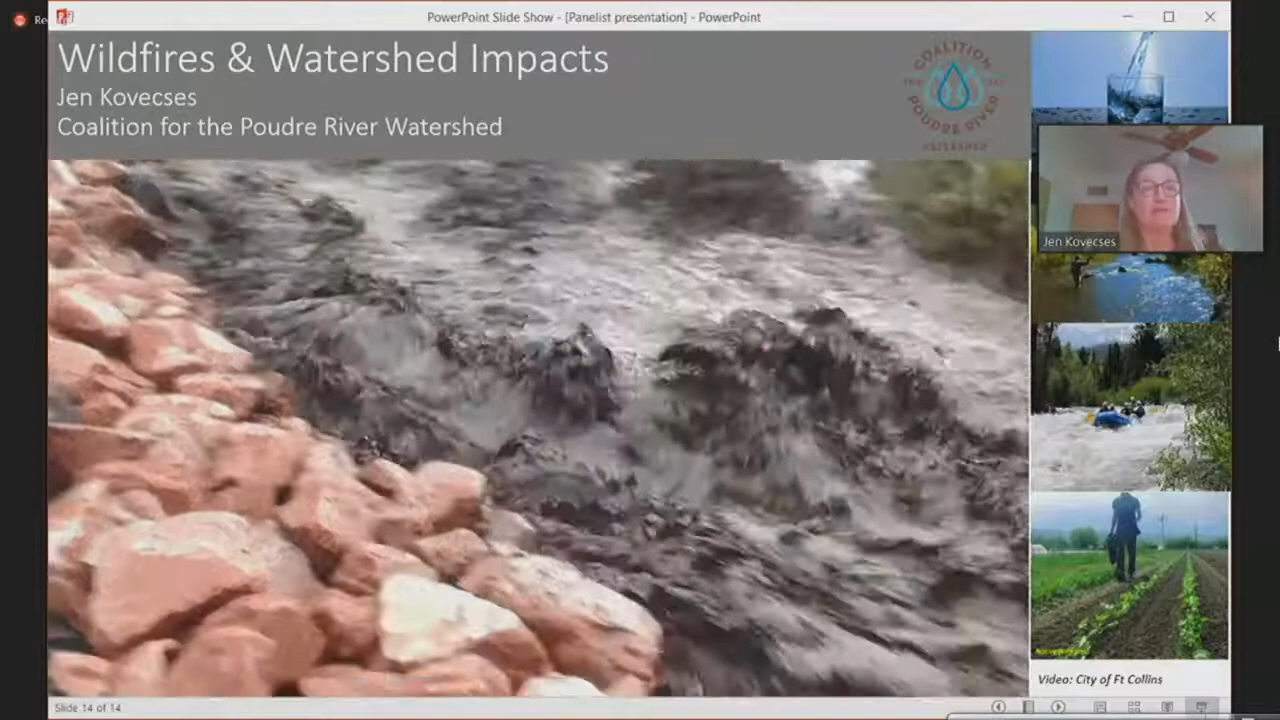 Re
PowerPoint Slide Show - [Panelist presentation] - PowerPoint
Wildfires & Watershed Impacts
Jen Kovecses
Coalition for the Poudre River Watershed
COALITION
POUDRE RIVER
WATERSHED
Jen Kovecses
Video: City of Ft Collins
Slide 14 of 14